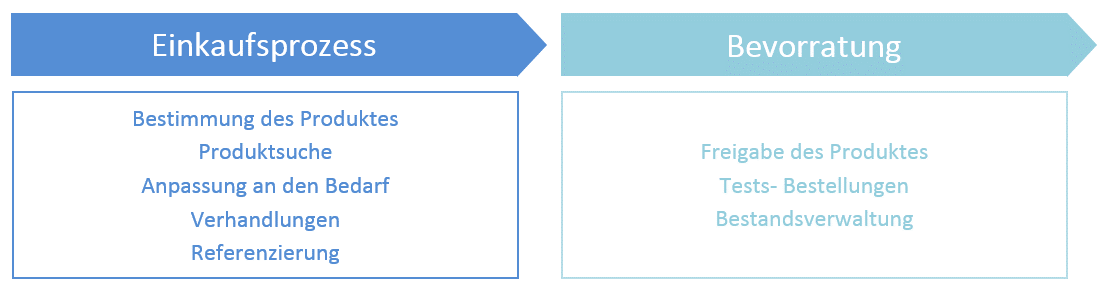 Einkaufsprozess
Bestimmung des Produktes
Produktsuche
Anpassung an den Bedarf
Verhandlungen
Referenzierung
Bevorratung
Freigabe des Produktes
Tests- Bestellungen
Bestandsverwaltung